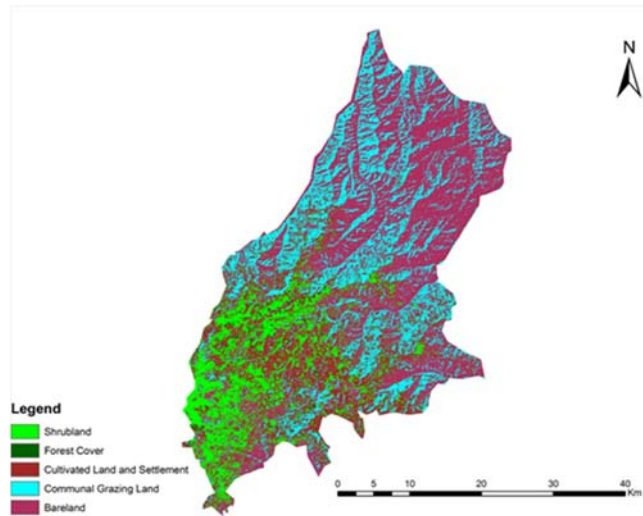 N
Legend
Shrubland
Forest Cover
Cultivated Land and Settlement
Communal Grazing Land
Bareland
0 5 10 20 30 40
Km